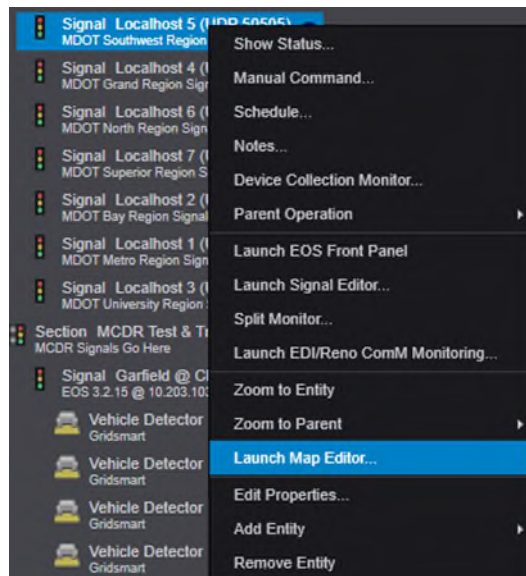 Signal Localhost 5 (UDP 50505)
MDOT Southwest Region
Signal Localhost 4 (
MDOT Grand Region Sign
Signal Localhost 6 (
MDOT North Region Sign
Signal Localhost 7 (
MDOT Superior Region S
Signal Localhost 2 (
MDOT Bay Region Signal
Signal Localhost 1 (
MDOT Metro Region Sign
Signal Localhost 3 (
MDOT University Region
Section MCDR Test & Tr
MCDR Signals Go Here
Signal Garfield @ C
EOS 3.2.15 @ 10.203.103
Vehicle Detector
Gridsmart
Vehicle Detector
Gridsmart
Vehicle Detector
Gridsmart
Vehicle Detector
Gridsmart
Show Status...
Manual Command...
Schedule...
Notes...
Device Collection Monitor...
Parent Operation
Launch EOS Front Panel
Launch Signal Editor...
Split Monitor...
Launch EDI/Reno ComM Monitoring...
Zoom to Entity
Zoom to Parent
Launch Map Editor...
Edit Properties...
Add Entity
Remove Entity